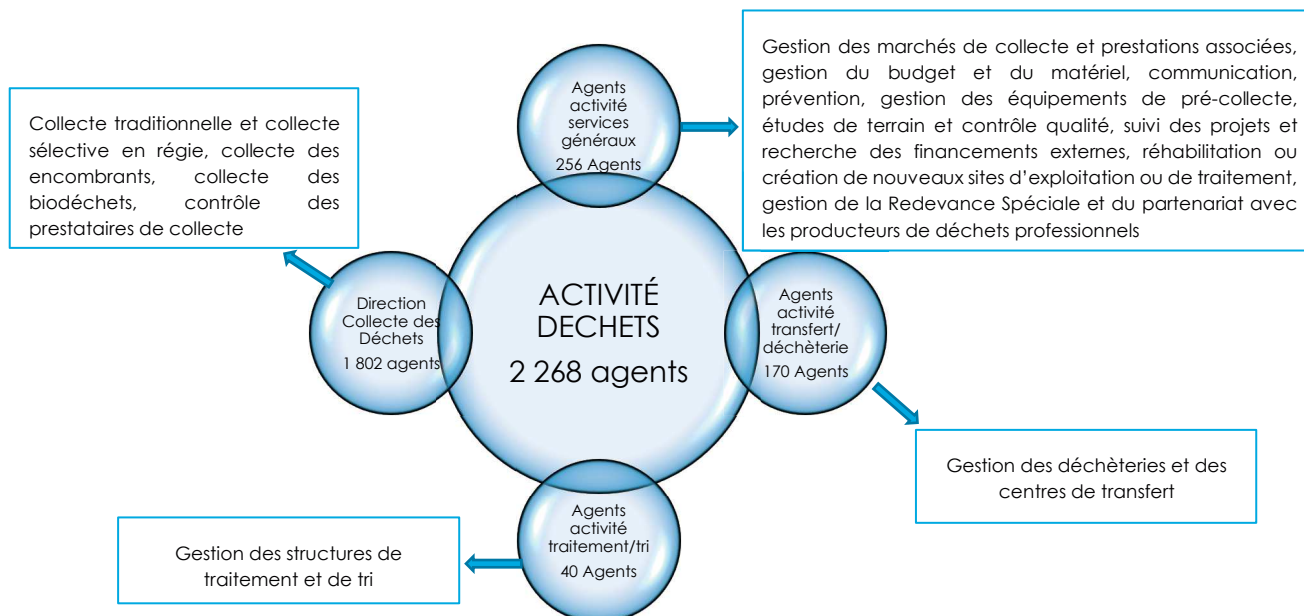 Agents
activité
services
généraux
256 Agents
Gestion des marchés de collecte et prestations associées,
gestion du budget et du matériel, communication,
prévention, gestion des équipements de pré-collecte,
études de terrain et contrôle qualité, suivi des projets et
recherche des financements externes, réhabilitation ou
création de nouveaux sites d'exploitation ou de traitement,
gestion de la Redevance Spéciale et du partenariat avec
les producteurs de déchets professionnels
Collecte traditionnelle et collecte
sélective en régie, collecte des
encombrants, collecte des
biodéchets, contrôle des
prestataires de collecte
Direction
Collecte des
Déchets
1 802 agents
ACTIVITÉ
DECHETS
2 268 agents
Agents
activité
transfert/
déchèterie
170 Agents
Gestion des déchèteries et des
centres de transfert
Agents
activité
traitement/tri
40 Agents
Gestion des structures de
traitement et de tri